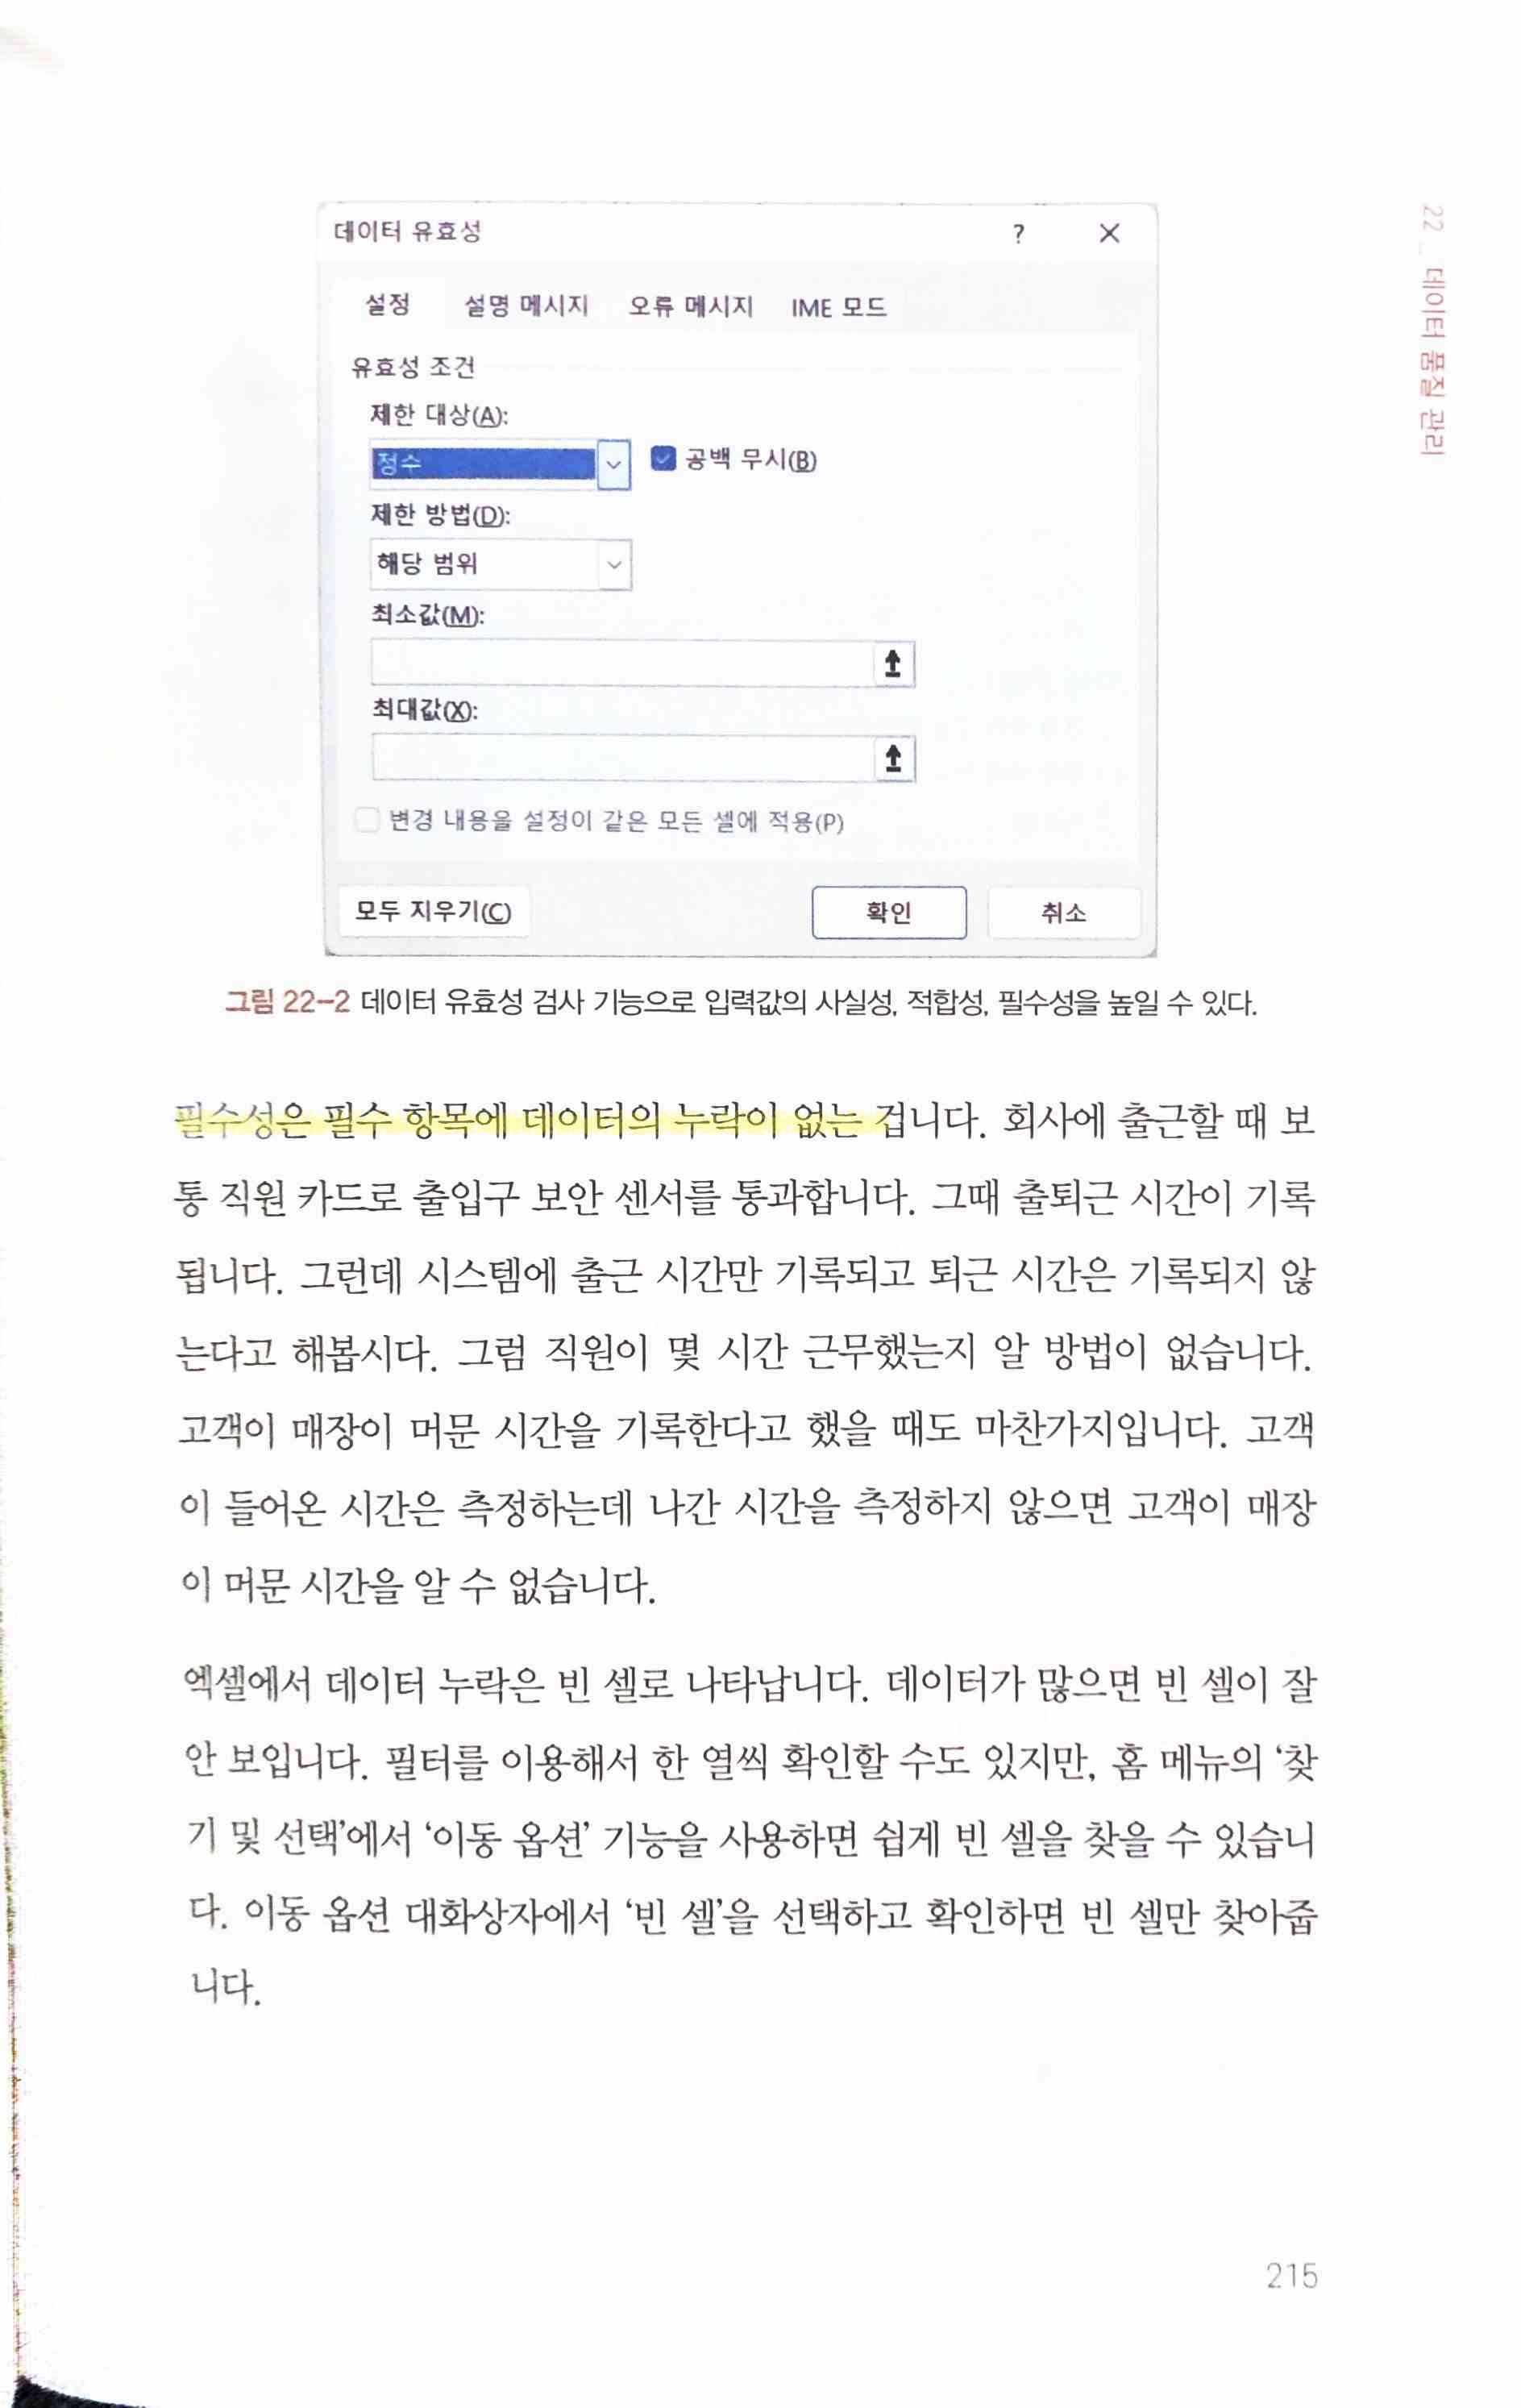 데이터 유효성 ? ×
설정 설명 메시지 오류 메시지 IME 모드
유효성 조건
제한 대상(A):
정수 공백 무시(B)
제한 방법(D):
해당 범위
최소값(M):
최대값(X):
변경 내용을 설정이 같은 모든 셀에 적용(P)
모두 지우기(C) 확인 취소
22 _ 데이터 품질 관리
그림 22-2 데이터 유효성 검사 기능으로 입력값의 사실성, 적합성, 필수성을 높일 수 있다.
필수성은 필수 항목에 데이터의 누락이 없는 겁니다. 회사에 출근할 때 보
통 직원 카드로 출입구 보안 센서를 통과합니다. 그때 출퇴근 시간이 기록
됩니다. 그런데 시스템에 출근 시간만 기록되고 퇴근 시간은 기록되지 않
는다고 해봅시다. 그럼 직원이 몇 시간 근무했는지 알 방법이 없습니다.
고객이 매장이 머문 시간을 기록한다고 했을 때도 마찬가지입니다. 고객
이 들어온 시간은 측정하는데 나간 시간을 측정하지 않으면 고객이 매장
이 머문 시간을 알 수 없습니다.
엑셀에서 데이터 누락은 빈 셀로 나타납니다. 데이터가 많으면 빈 셀이 잘
안 보입니다. 필터를 이용해서 한 열씩 확인할 수도 있지만, 홈 메뉴의 ‘찾
기 및 선택’에서 ‘이동 옵션’ 기능을 사용하면 쉽게 빈 셀을 찾을 수 있습니
다. 이동 옵션 대화상자에서 ‘빈 셀’을 선택하고 확인하면 빈 셀만 찾아줍
니다.
215